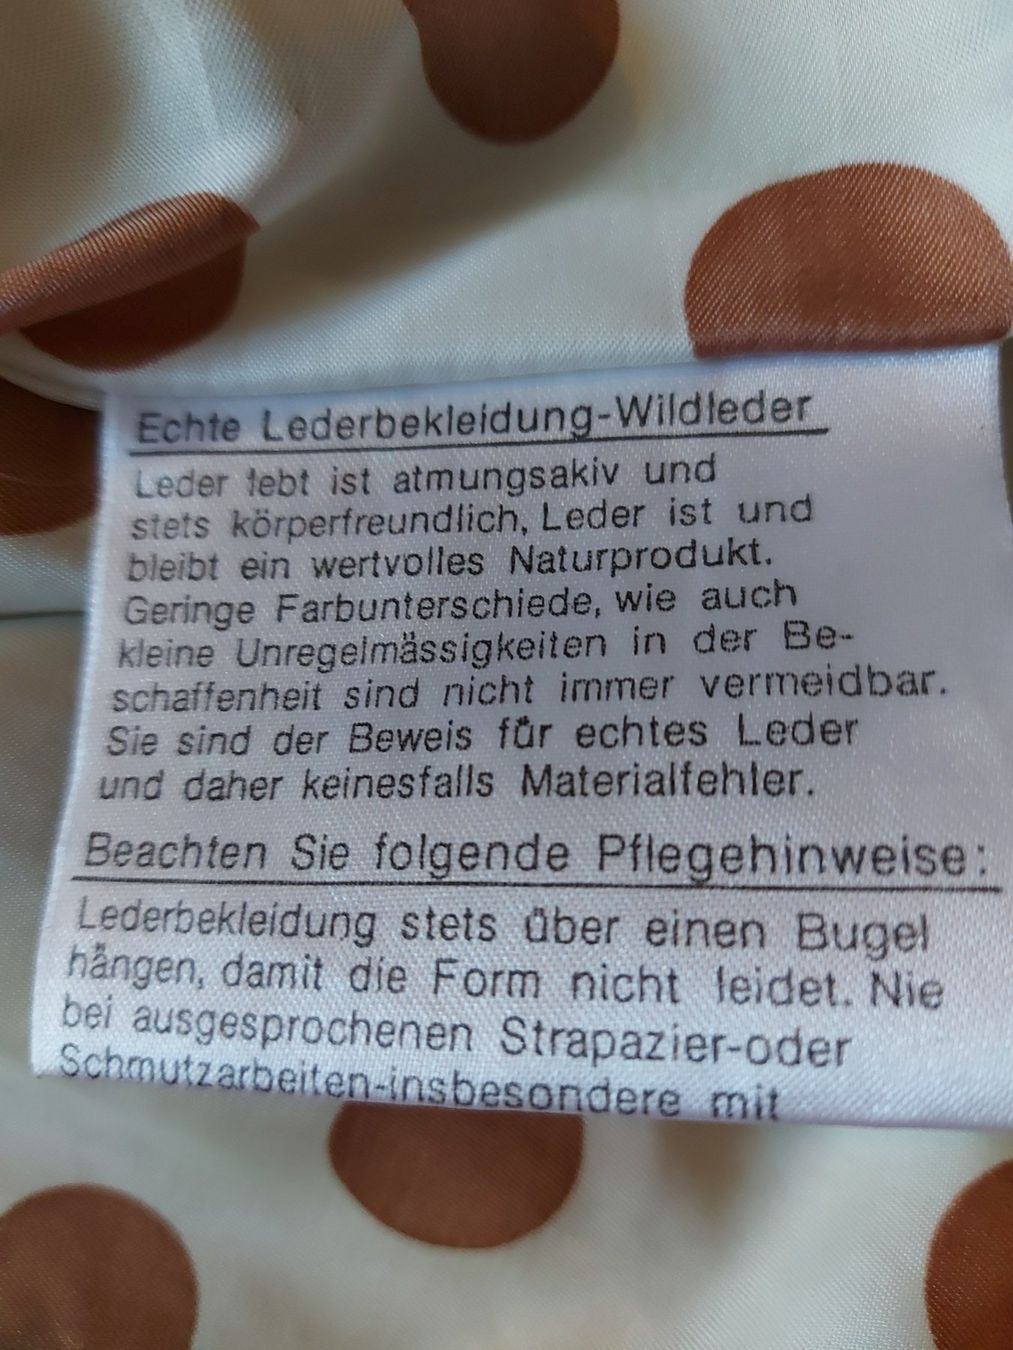 Echte Lederbekleidung-Wildleder
Leder lebt ist atmungsakiv und
stets körperfreundlich, Leder ist und
bleibt ein wertvolles Naturprodukt.
Geringe Farbunterschiede, wie auch
kleine Unregelmässigkeiten in der Be-
schaffenheit sind nicht immer vermeidbar.
Sie sind der Beweis für echtes Leder
und daher keinesfalls Materialfehler.
Beachten Sie folgende Pflegehinweise:
Lederbekleidung stets über einen Bugel
hängen, damit die Form nicht leidet. Nie
bei ausgesprochenen Strapazier-oder
Schmutzarbeiten-insbesondere mit